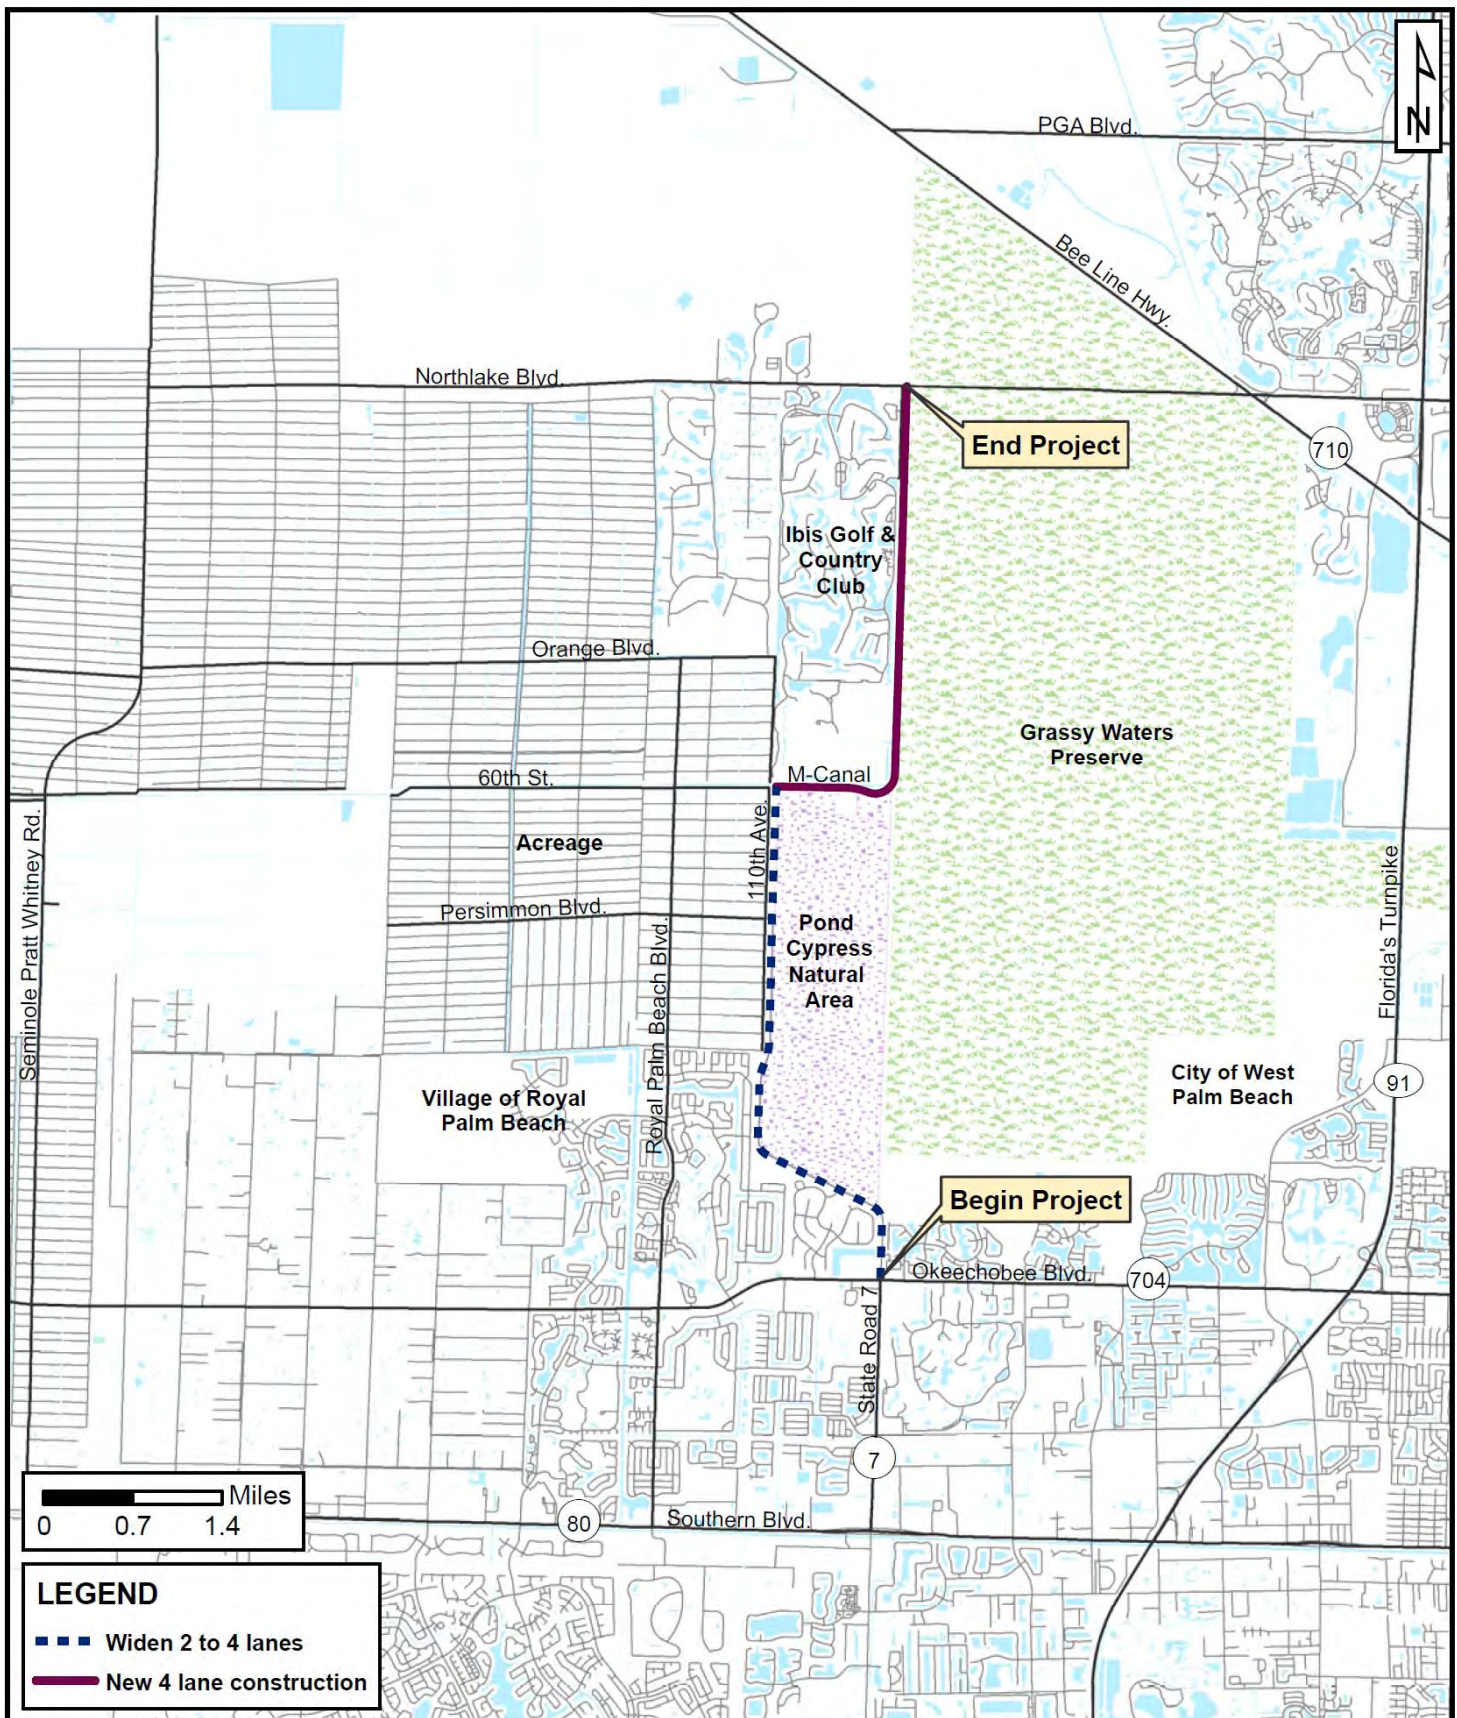 N
PGA Blvd.
Bee Line Hwy.
Northlake Blvd.
End Project
710
Ibis Golf &
Country
Club
Orange Blvd.
Grassy Waters
Preserve
M-Canal
60th St.
110th Ave.
Acreage
Seminole Pratt Whitney Rd.
Florida's Turnpike
Persimmon Blvd.
Pond
Cypress
Natural
Area
Royal Palm Beach Blvd.
City of West
Palm Beach
91
Village of Royal
Palm Beach
Begin Project
Okeechobee Blvd.
704
State Road 7
7
Miles
0 0.7 1.4
80
Southern Blvd.
LEGEND
Widen 2 to 4 lanes
New 4 lane construction